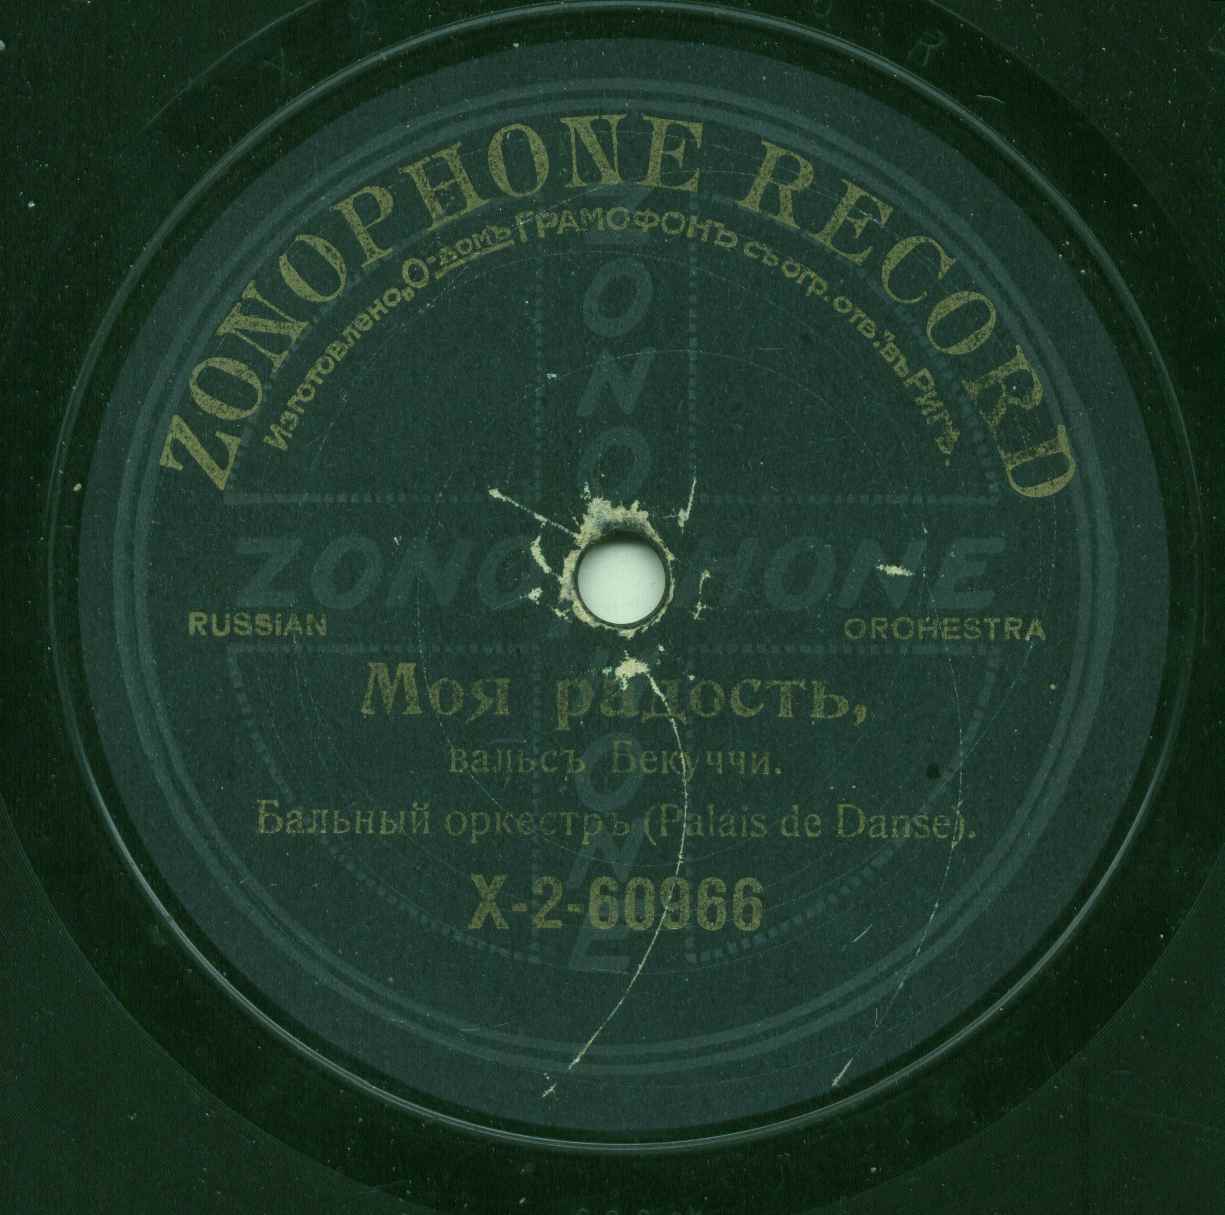 ZONOPHONE RECORD
Изготовлено „О=домъ ГРАМОФОНЪ съ огр. отв." въ Ригѣ.
ZONOPHONE
ZONOPHONE
RUSSIAN ORCHESTRA
Моя радость,
вальсъ Бекуччи.
Бальный оркестръ (Palais de Danse).
X-2-60966